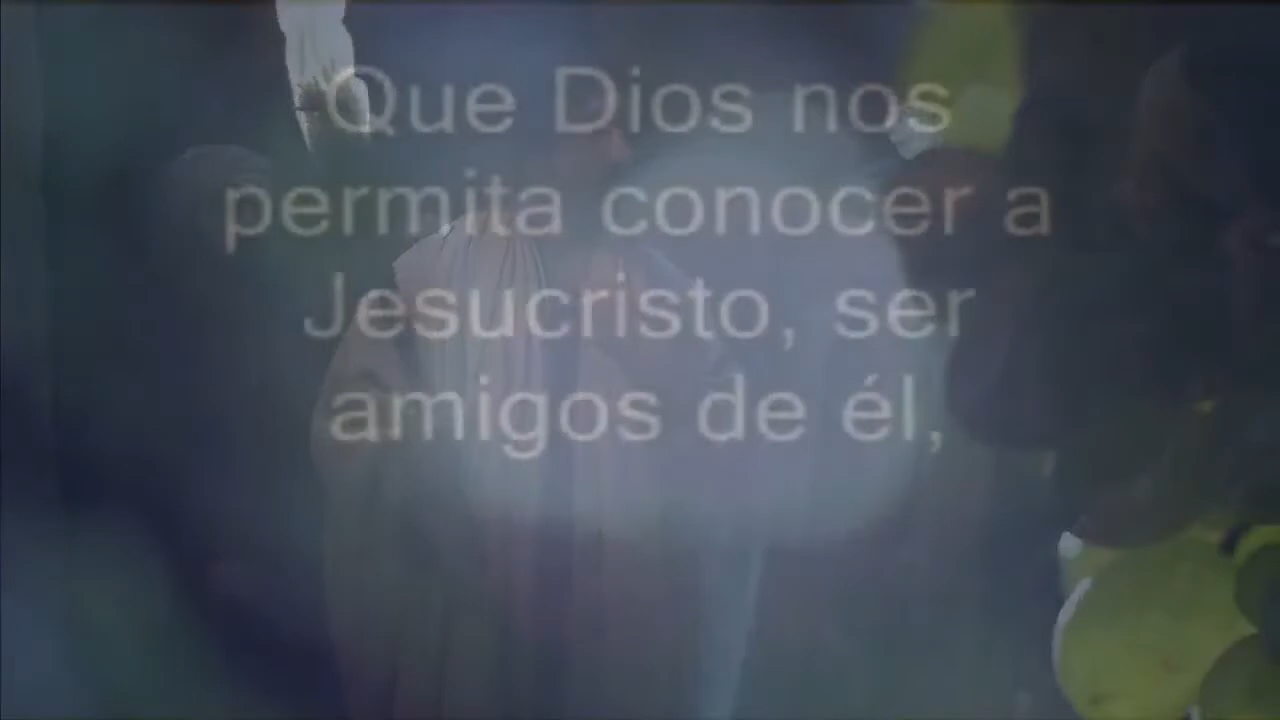 Que Dios nos
permita conocer a
Jesucristo, ser
amigos de él,